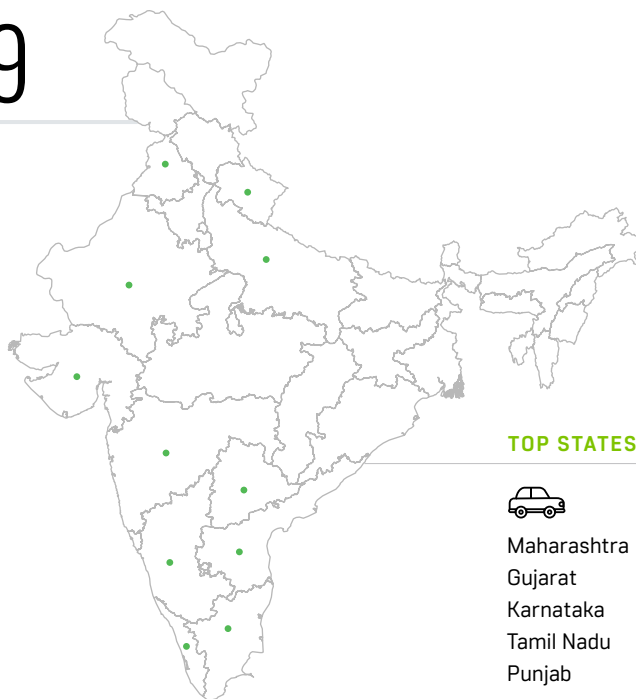 9
TOP STATES
Maharashtra
Gujarat
Karnataka
Tamil Nadu
Punjab